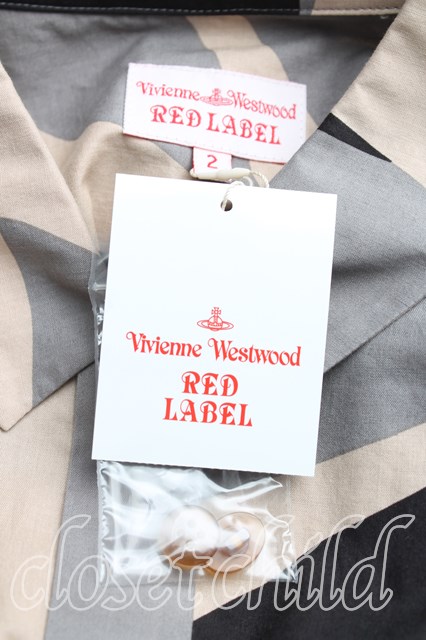 Vivienne Westwood
RED LABEL
2
Vivienne Westwood
RED
LABEL
closetchild